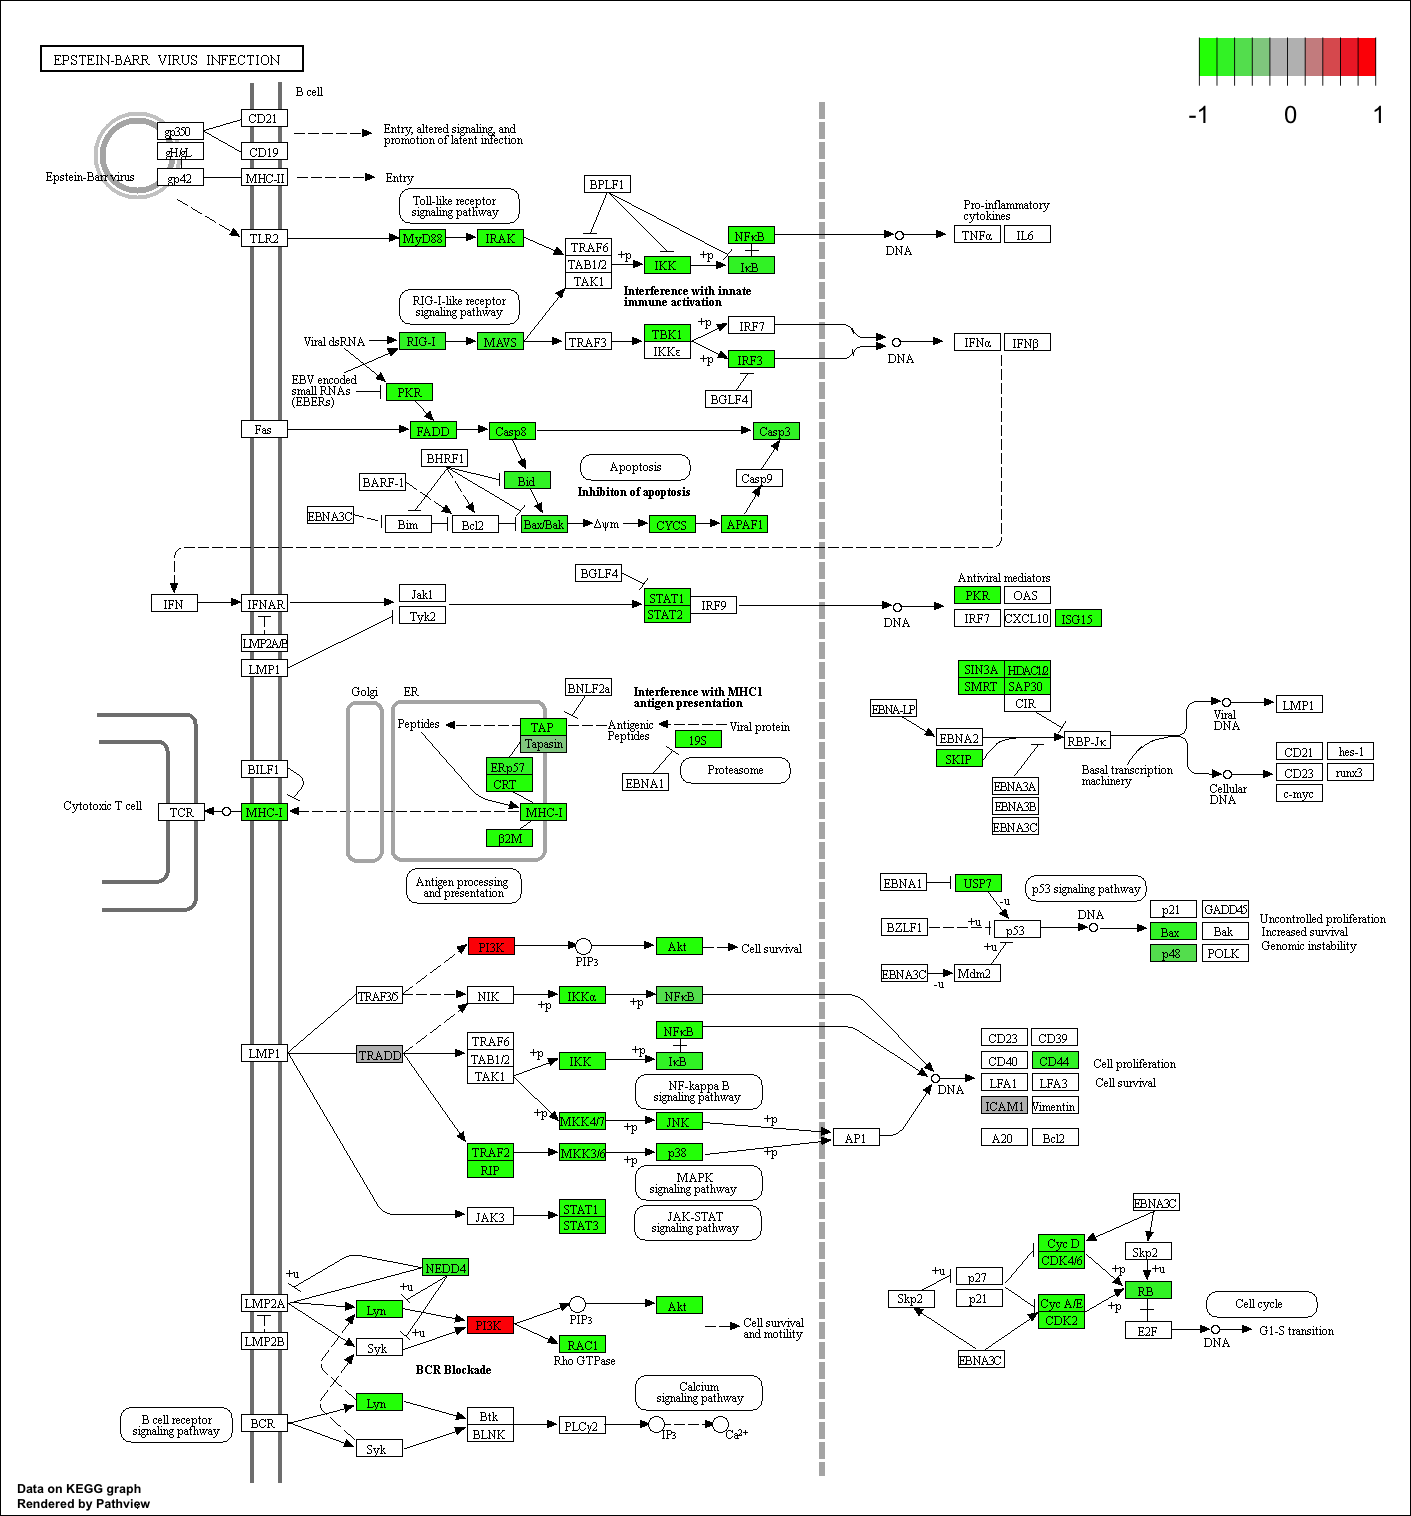 EPSTEIN-BARR VIRUS INFECTION
-1 0 1
B cell
gp350
gH/gL
gp42
CD21
CD19
MHC-II
Entry, altered signaling, and
promotion of latent infection
Epstein-Barr virus
Entry
Toll-like receptor
signaling pathway
BPLF1
TLR2
MyD88
IRAK
TRAF6
TAB1/2
TAK1
+p
IKK
+p
NFκB
IκB
DNA
Pro-inflammatory
cytokines
TNFα
IL6
Interference with innate
immune activation
RIG-I-like receptor
signaling pathway
Viral dsRNA
RIG-I
MAVS
TRAF3
TBK1
IKKε
+p
+p
IRF7
IRF3
BGLF4
DNA
IFNα
IFNβ
EBV encoded
small RNAs
(EBERs)
PKR
Fas
FADD
Casp8
Casp3
BHRF1
BARF-1
Bid
Apoptosis
Inhibiton of apoptosis
Casp9
EBNA3C
Bim
Bcl2
Bax/Bak
Δψm
CYCS
APAF1
BGLF4
IFN
IFNAR
Jak1
Tyk2
STAT1
STAT2
IRF9
DNA
Antiviral mediators
PKR
OAS
IRF7
CXCL10
ISG15
LMP2A/B
LMP1
Golgi
ER
BNLF2a
Interference with MHC1
antigen presentation
Peptides
TAP
Tapasin
Antigenic
Peptides
Viral protein
19S
EBNA1
Proteasome
ERp57
CRT
BILF1
Cytotoxic T cell
TCR
MHC-I
MHC-I
β2M
Antigen processing
and presentation
SIN3A
HDAC1/2
SMRT
SAP30
CIR
EBNA-LP
EBNA2
SKIP
RBP-Jκ
EBNA3A
EBNA3B
EBNA3C
Basal transcription
machinery
Viral
DNA
LMP1
Cellular
DNA
CD21
hes-1
CD23
runx3
c-myc
EBNA1
USP7
p53 signaling pathway
-u
BZLF1
+u
p53
DNA
p21
GADD45
Bax
Bak
p48
POLK
Uncontrolled proliferation
Increased survival
Genomic instability
EBNA3C
-u
Mdm2
+u
PI3K
PIP3
Akt
Cell survival
TRAF3/5
NIK
+p
IKKα
+p
NFκB
LMP1
TRADD
TRAF6
TAB1/2
TAK1
+p
IKK
+p
NFκB
IκB
NF-kappa B
signaling pathway
+p
MKK4/7
+p
JNK
+p
TRAF2
RIP
MKK3/6
+p
p38
+p
MAPK
signaling pathway
AP1
DNA
CD23
CD39
CD40
CD44
LFA1
LFA3
ICAM1
Vimentin
A20
Bcl2
Cell proliferation
Cell survival
JAK3
STAT1
STAT3
JAK-STAT
signaling pathway
NEDD4
+u
+u
+u
LMP2A
LMP2B
Lyn
Syk
PI3K
PIP3
Akt
RAC1
Rho GTPase
Cell survival
and motility
BCR Blockade
B cell receptor
signaling pathway
BCR
Lyn
Syk
Btk
BLNK
PLCγ2
IP3
Ca2+
Calcium
signaling pathway
EBNA3C
Cyc D
CDK4/6
Skp2
+u
p27
p21
+u
Skp2
+p
+p
Cyc A/E
CDK2
RB
E2F
EBNA3C
Cell cycle
DNA
G1-S transition
Data on KEGG graph
Rendered by Pathview